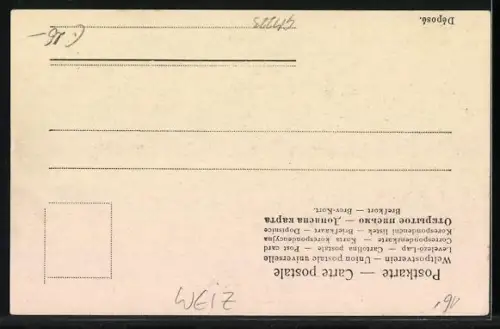 WEIZ
Postkarte — Carte postale
Weltpostverein — Union postale universelle
Levelező-Lap — Cartolina postale — Post card
Correspondenzkarte — Karta korespondencyjna
Korespondenční lístek — Briefkaart — Dopisnice
Открытое письмо — Дописна карта
Brefkort — Brev-Kort.
Déposé.